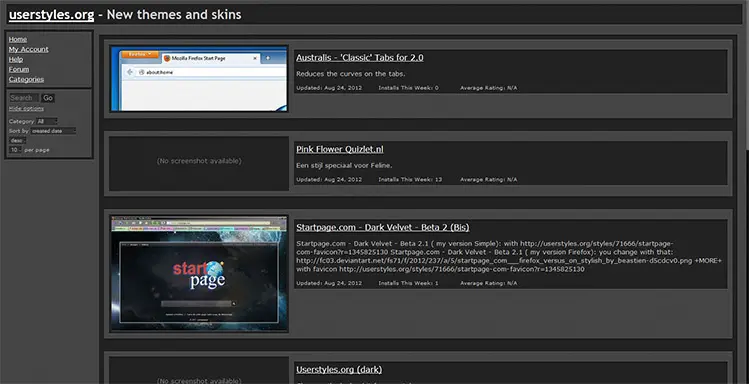 userstyles.org - New themes and skins
Home
My Account
Help
Forum
Categories
Search Go
Hide options
Category All
Sort by created date
desc
10 per page
Firefox
Mozilla Firefox Start Page
about:home
Australis - 'Classic' Tabs for 2.0
Reduces the curves on the tabs.
Updated: Aug 24, 2012 Installs This Week: 0 Average Rating: N/A
(No screenshot available)
Pink Flower Quizlet.nl
Een stijl speciaal voor Feline.
Updated: Aug 24, 2012 Installs This Week: 13 Average Rating: N/A
start
page
Startpage.com - Dark Velvet - Beta 2 (Bis)
Startpage.com - Dark Velvet - Beta 2.1 ( my version Simple): with http://userstyles.org/styles/71666/startpage-
com-favicon?r=1345825130 Startpage.com - Dark Velvet - Beta 2.1 ( my version Firefox): you change with that:
http://fc03.deviantart.net/fs71/f/2012/237/a/5/startpage_com___firefox_versus_on_stylish_by_beastien-d5cdcv0.png +MORE+
with favicon http://userstyles.org/styles/71666/startpage-com-favicon?r=1345825130
Updated: Aug 24, 2012 Installs This Week: 1 Average Rating: N/A
(No screenshot available)
Userstyles.org (dark)